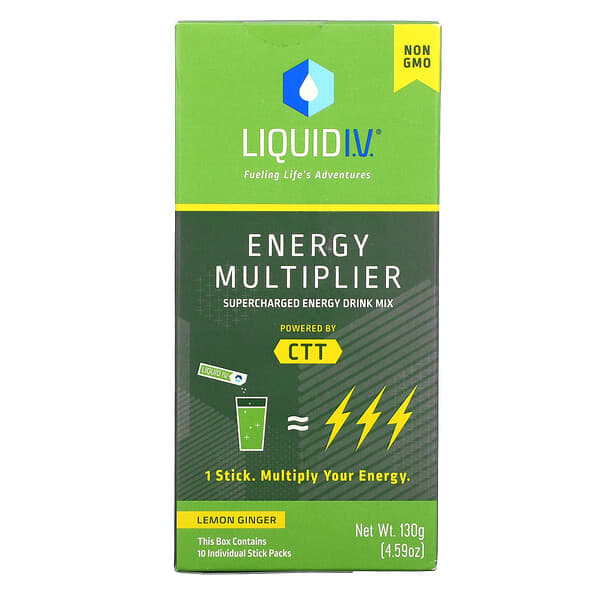 NON
GMO
LIQUID I.V.®
Fueling Life's Adventures
ENERGY
MULTIPLIER
SUPERCHARGED ENERGY DRINK MIX
POWERED BY
CTT
LIQUID I.V.
≈
1 Stick. Multiply Your Energy.
LEMON GINGER
This Box Contains
10 Individual Stick Packs
Net Wt. 130g
(4.59oz)